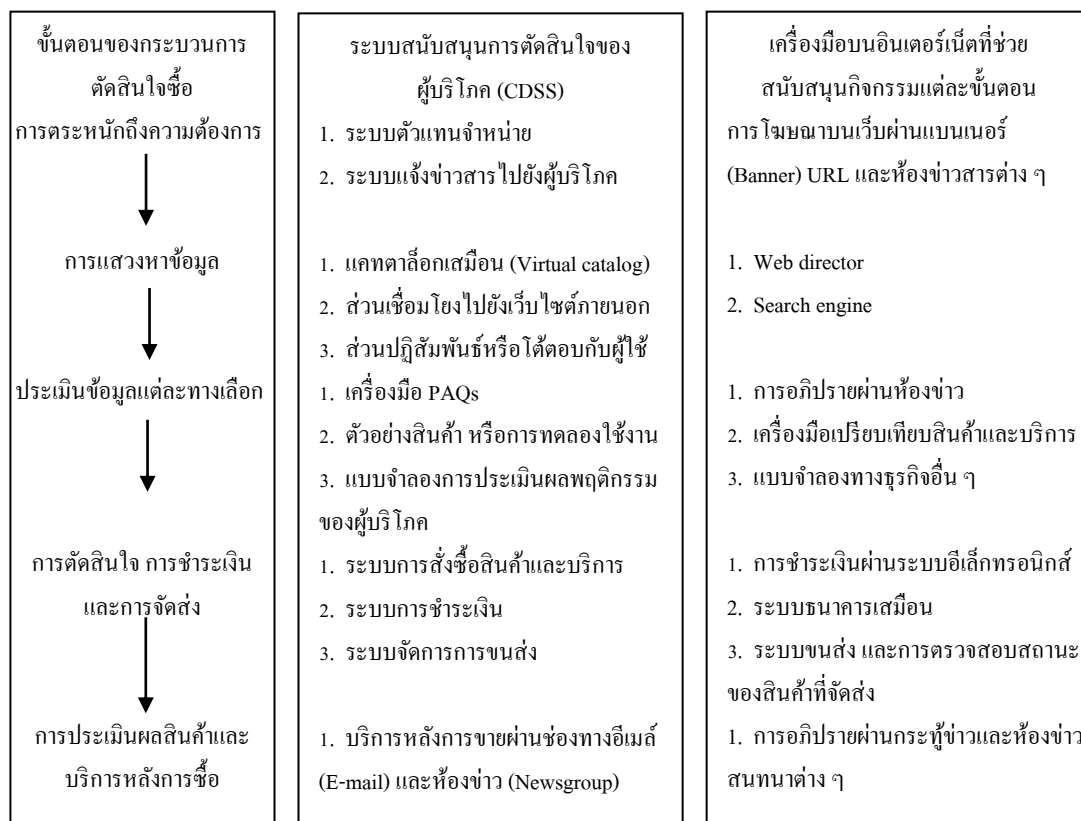 ขั้นตอนของกระบวนการ
ตัดสินใจซื้อ
การตระหนักถึงความต้องการ
การแสวงหาข้อมูล
ประเมินข้อมูลแต่ละทางเลือก
การตัดสินใจ การชำระเงิน
และการจัดส่ง
การประเมินผลสินค้าและ
บริการหลังการซื้อ
ระบบสนับสนุนการตัดสินใจของ
ผู้บริโภค (CDSS)
1. ระบบตัวแทนจำหน่าย
2. ระบบแจ้งข่าวสารไปยังผู้บริโภค
1. แคทตาล็อกเสมือน (Virtual catalog)
2. ส่วนเชื่อมโยงไปยังเว็บไซต์ภายนอก
3. ส่วนปฏิสัมพันธ์หรือโต้ตอบกับผู้ใช้
1. เครื่องมือ PAQs
2. ตัวอย่างสินค้า หรือการทดลองใช้งาน
3. แบบจำลองการประเมินผลพฤติกรรม
ของผู้บริโภค
1. ระบบการสั่งซื้อสินค้าและบริการ
2. ระบบการชำระเงิน
3. ระบบจัดการการขนส่ง
1. บริการหลังการขายผ่านช่องทางอีเมล์
(E-mail) และห้องข่าว (Newsgroup)
เครื่องมือบนอินเตอร์เน็ตที่ช่วย
สนับสนุนกิจกรรมแต่ละขั้นตอน
การโฆษณาบนเว็บผ่านแบนเนอร์
(Banner) URL และห้องข่าวสารต่าง ๆ
1. Web director
2. Search engine
1. การอภิปรายผ่านห้องข่าว
2. เครื่องมือเปรียบเทียบสินค้าและบริการ
3. แบบจำลองทางธุรกิจอื่น ๆ
1. การชำระเงินผ่านระบบอีเล็กทรอนิกส์
2. ระบบธนาคารเสมือน
3. ระบบขนส่ง และการตรวจสอบสถานะ
ของสินค้าที่จัดส่ง
1. การอภิปรายผ่านกระทู้ข่าวและห้องข่าว
สนทนาต่าง ๆ